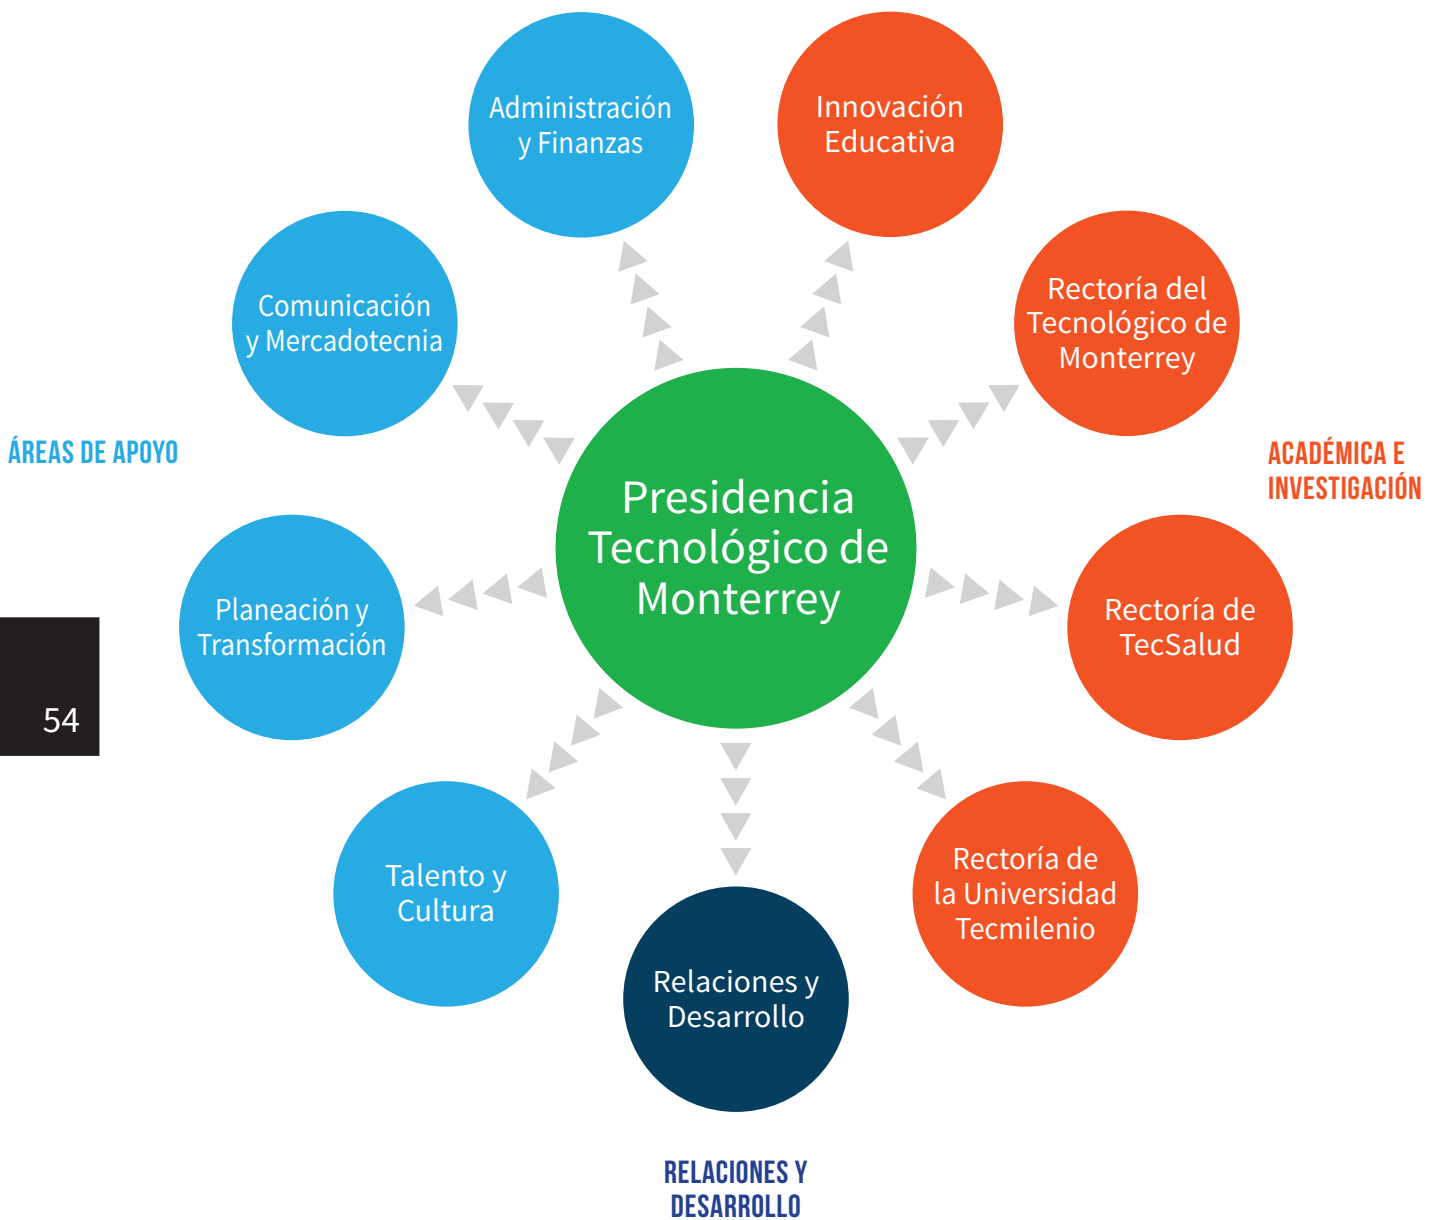 Administración
y Finanzas
Innovación
Educativa
Comunicación
y Mercadotecnia
Rectoría del
Tecnológico de
Monterrey
ÁREAS DE APOYO
ACADÉMICA E
INVESTIGACIÓN
Presidencia
Tecnológico de
Monterrey
Planeación y
Transformación
Rectoría de
TecSalud
54
Talento y
Cultura
Rectoría de
la Universidad
Tecmilenio
Relaciones y
Desarrollo
RELACIONES Y
DESARROLLO